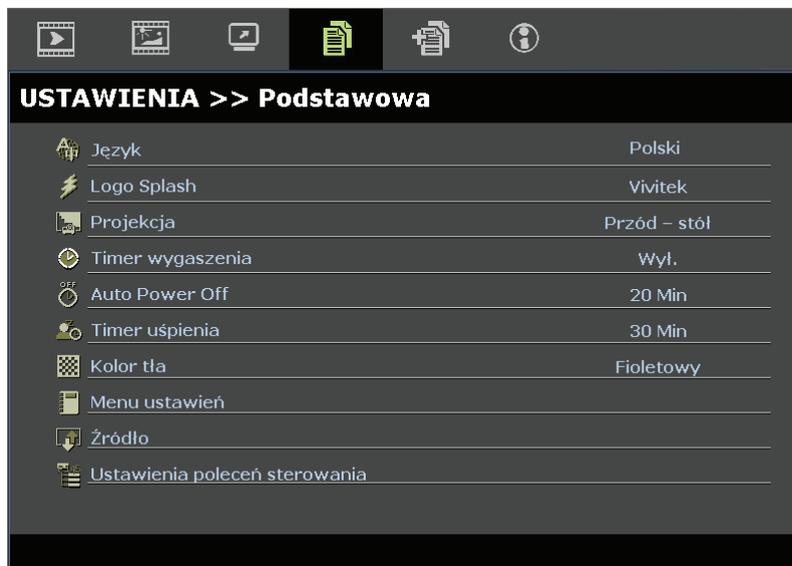 USTAWIENIA >> Podstawowa
Język Polski
Logo Splash Vivitek
Projekcja Przód – stół
Timer wygaszenia Wył.
OFF
Auto Power Off 20 Min
Timer uśpienia 30 Min
Kolor tła Fioletowy
Menu ustawień
Źródło
Ustawienia poleceń sterowania